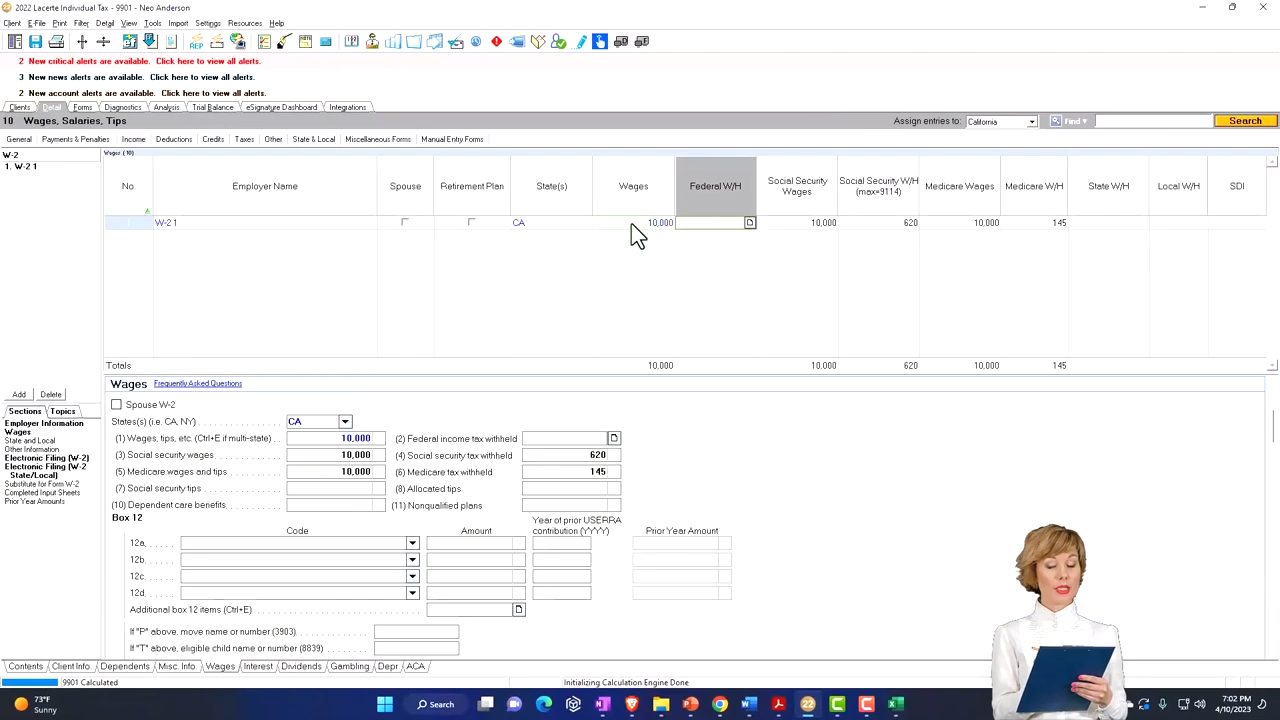 2022 Lacerte Individual Tax - 9901 - Neo Anderson
Client E-File Print Filter Detail View Tools Import Settings Resources Help
2 New critical alerts are available. Click here to view all alerts.
3 New news alerts are available. Click here to view all alerts.
2 New account alerts are available. Click here to view all alerts.
Clients Detail Forms Diagnostics Analysis Trial Balance eSignature Dashboard Integrations
10 Wages, Salaries, Tips Assign entries to: California Find Search
General Payments & Penalties Income Deductions Credits Taxes Other State & Local Miscellaneous Forms Manual Entry Forms
W-2
1. W-2 1
Wages (10)
No. Employer Name Spouse Retirement Plan State(s) Wages Federal W/H Social Security Wages Social Security W/H (max=9114) Medicare Wages Medicare W/H State W/H Local W/H SDI
1 W-2 1 CA 10,000 10,000 620 10,000 145
Totals 10,000 10,000 620 10,000 145
Add Delete
Sections Topics
Employer Information
Wages
State and Local
Other Information
Electronic Filing (W-2)
Electronic Filing (W-2
State/Local)
Substitute for Form W-2
Completed Input Sheets
Prior Year Amounts
Wages Frequently Asked Questions
Spouse W-2
States(s) (i.e. CA, NY) CA
(1) Wages, tips, etc. (Ctrl+E if multi-state) . . 10,000 (2) Federal income tax withheld
(3) Social security wages 10,000 (4) Social security tax withheld 620
(5) Medicare wages and tips 10,000 (6) Medicare tax withheld 145
(7) Social security tips (8) Allocated tips
(10) Dependent care benefits (11) Nonqualified plans
Box 12 Code Amount Year of prior USERRA contribution (YYYY) Prior Year Amount
12a
12b
12c
12d
Additional box 12 items (Ctrl+E)
If "P" above, move name or number (3903)
If "T" above, eligible child name or number (8839)
Contents Client Info. Dependents Misc. Info. Wages Interest Dividends Gambling Depr ACA
9901 Calculated Initializing Calculation Engine Done
73°F
Sunny
Search
22
7:02 PM
4/10/2023